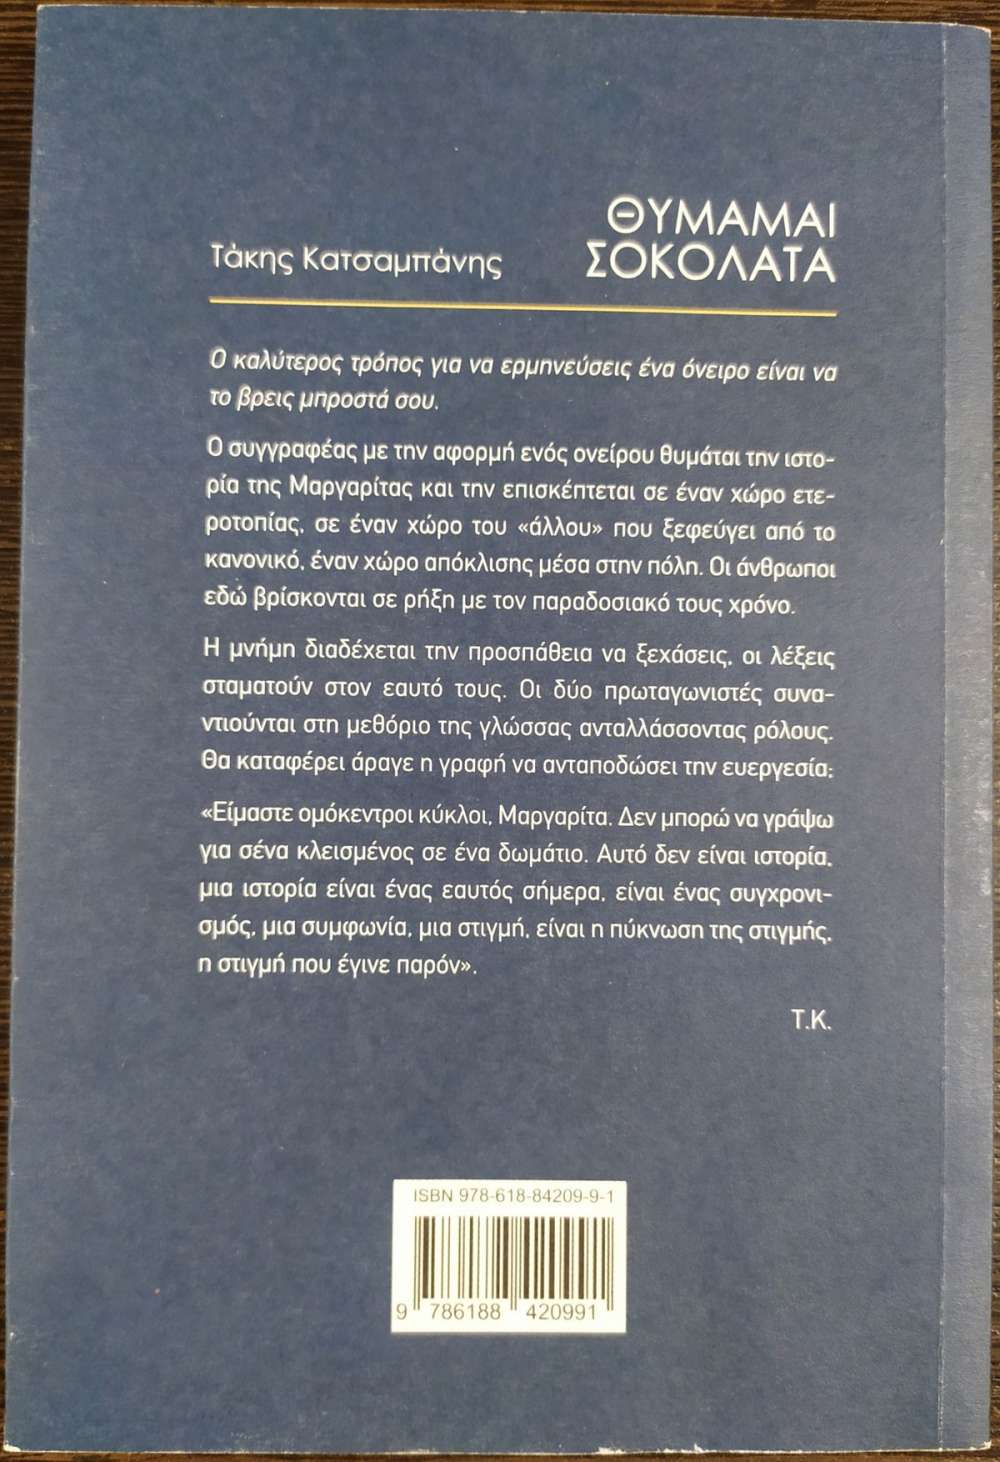 ΘΥΜΑΜΑΙ
Τάκης Κατσαμπάνης ΣΟΚΟΛΑΤΑ
Ο καλύτερος τρόπος για να ερμηνεύσεις ένα όνειρο είναι να
το βρεις μπροστά σου.
Ο συγγραφέας με την αφορμή ενός ονείρου θυμάται την ιστο-
ρία της Μαργαρίτας και την επισκέπτεται σε έναν χώρο ετε-
ροτοπίας, σε έναν χώρο του «άλλου» που ξεφεύγει από το
κανονικό, έναν χώρο απόκλισης μέσα στην πόλη. Οι άνθρωποι
εδώ βρίσκονται σε ρήξη με τον παραδοσιακό τους χρόνο.
Η μνήμη διαδέχεται την προσπάθεια να ξεχάσεις, οι λέξεις
σταματούν στον εαυτό τους. Οι δύο πρωταγωνιστές συνα-
ντιούνται στη μεθόριο της γλώσσας ανταλλάσσοντας ρόλους.
Θα καταφέρει άραγε η γραφή να ανταποδώσει την ευεργεσία;
«Είμαστε ομόκεντροι κύκλοι, Μαργαρίτα. Δεν μπορώ να γράψω
για σένα κλεισμένος σε ένα δωμάτιο. Αυτό δεν είναι ιστορία,
μια ιστορία είναι ένας εαυτός σήμερα, είναι ένας συγχρονι-
σμός, μια συμφωνία, μια στιγμή, είναι η πύκνωση της στιγμής,
η στιγμή που έγινε παρόν».
Τ.Κ.
ISBN 978-618-84209-9-1
9 786188 420991